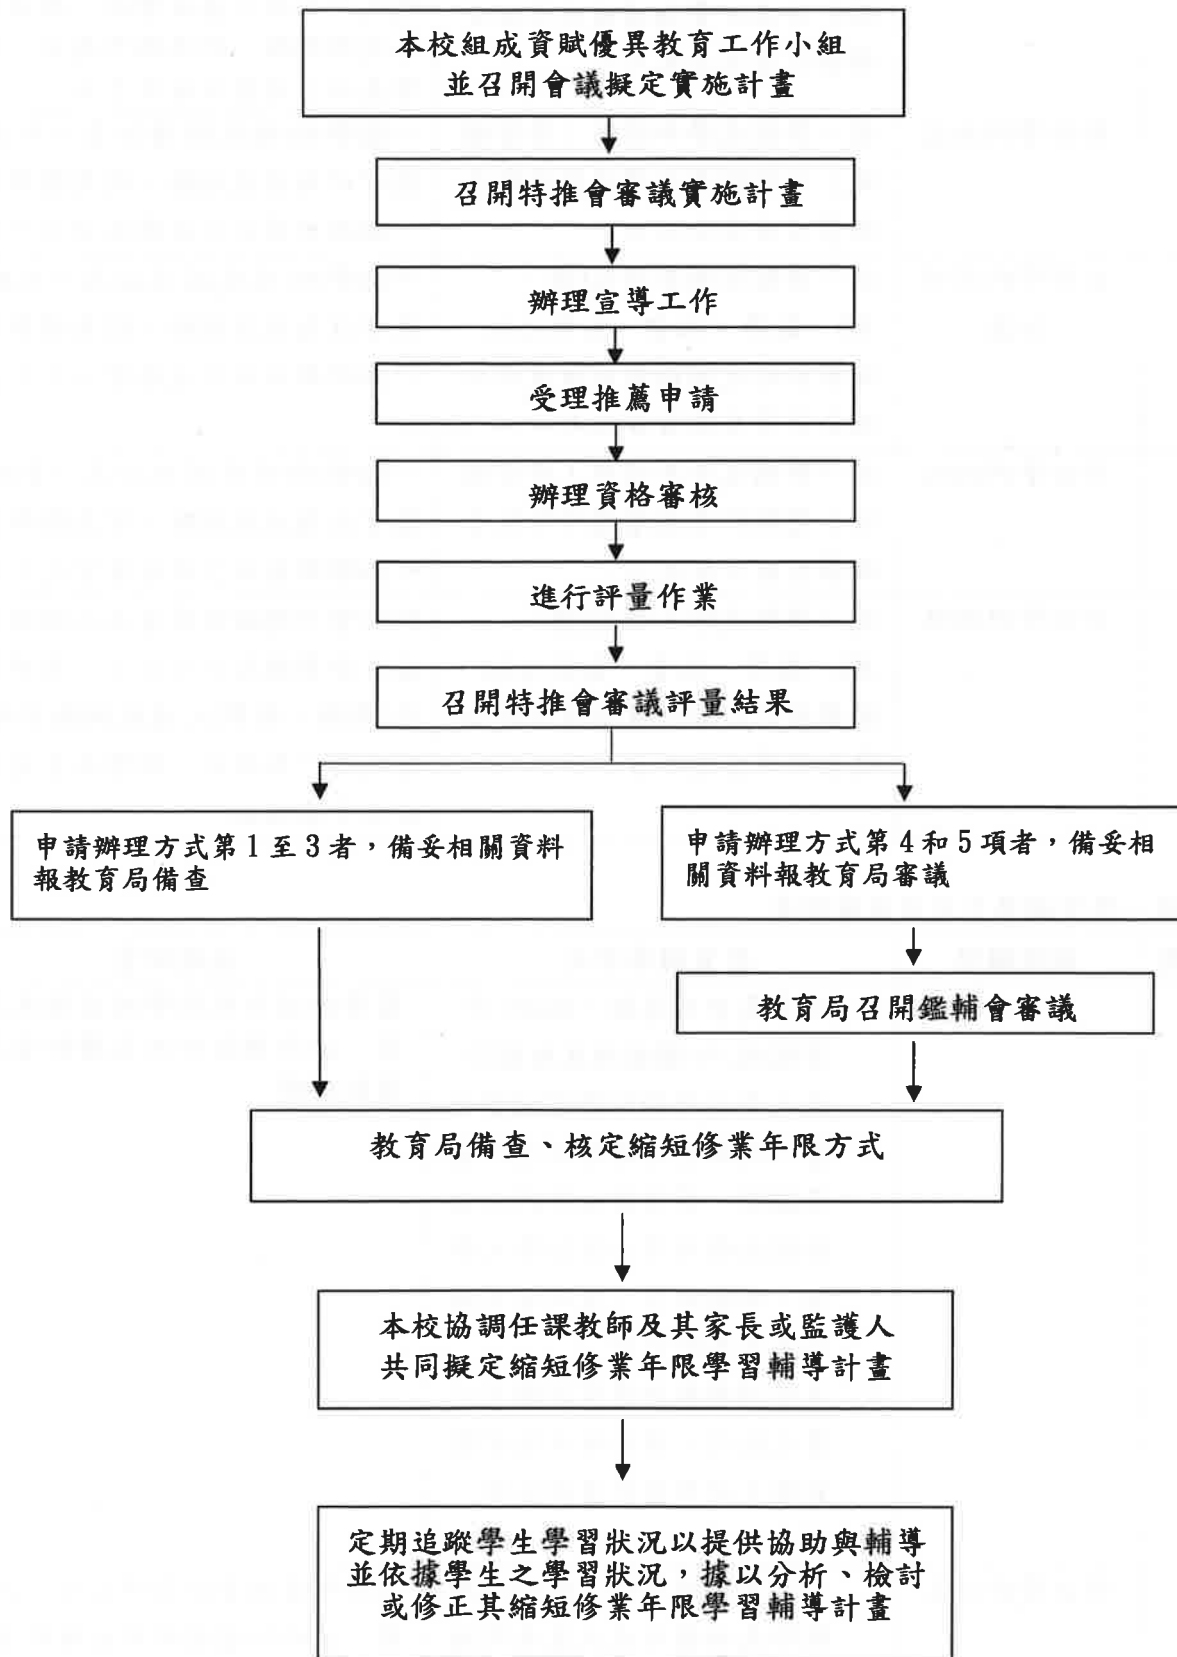 本校組成資賦優異教育工作小組
並召開會議擬定實施計畫
召開特推會審議實施計畫
辦理宣導工作
受理推薦申請
辦理資格審核
進行評量作業
召開特推會審議評量結果
申請辦理方式第1至3者，備妥相關資料
報教育局備查
申請辦理方式第4和5項者，備妥相
關資料報教育局審議
教育局召開鑑輔會審議
教育局備查、核定縮短修業年限方式
本校協調任課教師及其家長或監護人
共同擬定縮短修業年限學習輔導計畫
定期追蹤學生學習狀況以提供協助與輔導
並依據學生之學習狀況，據以分析、檢討
或修正其縮短修業年限學習輔導計畫